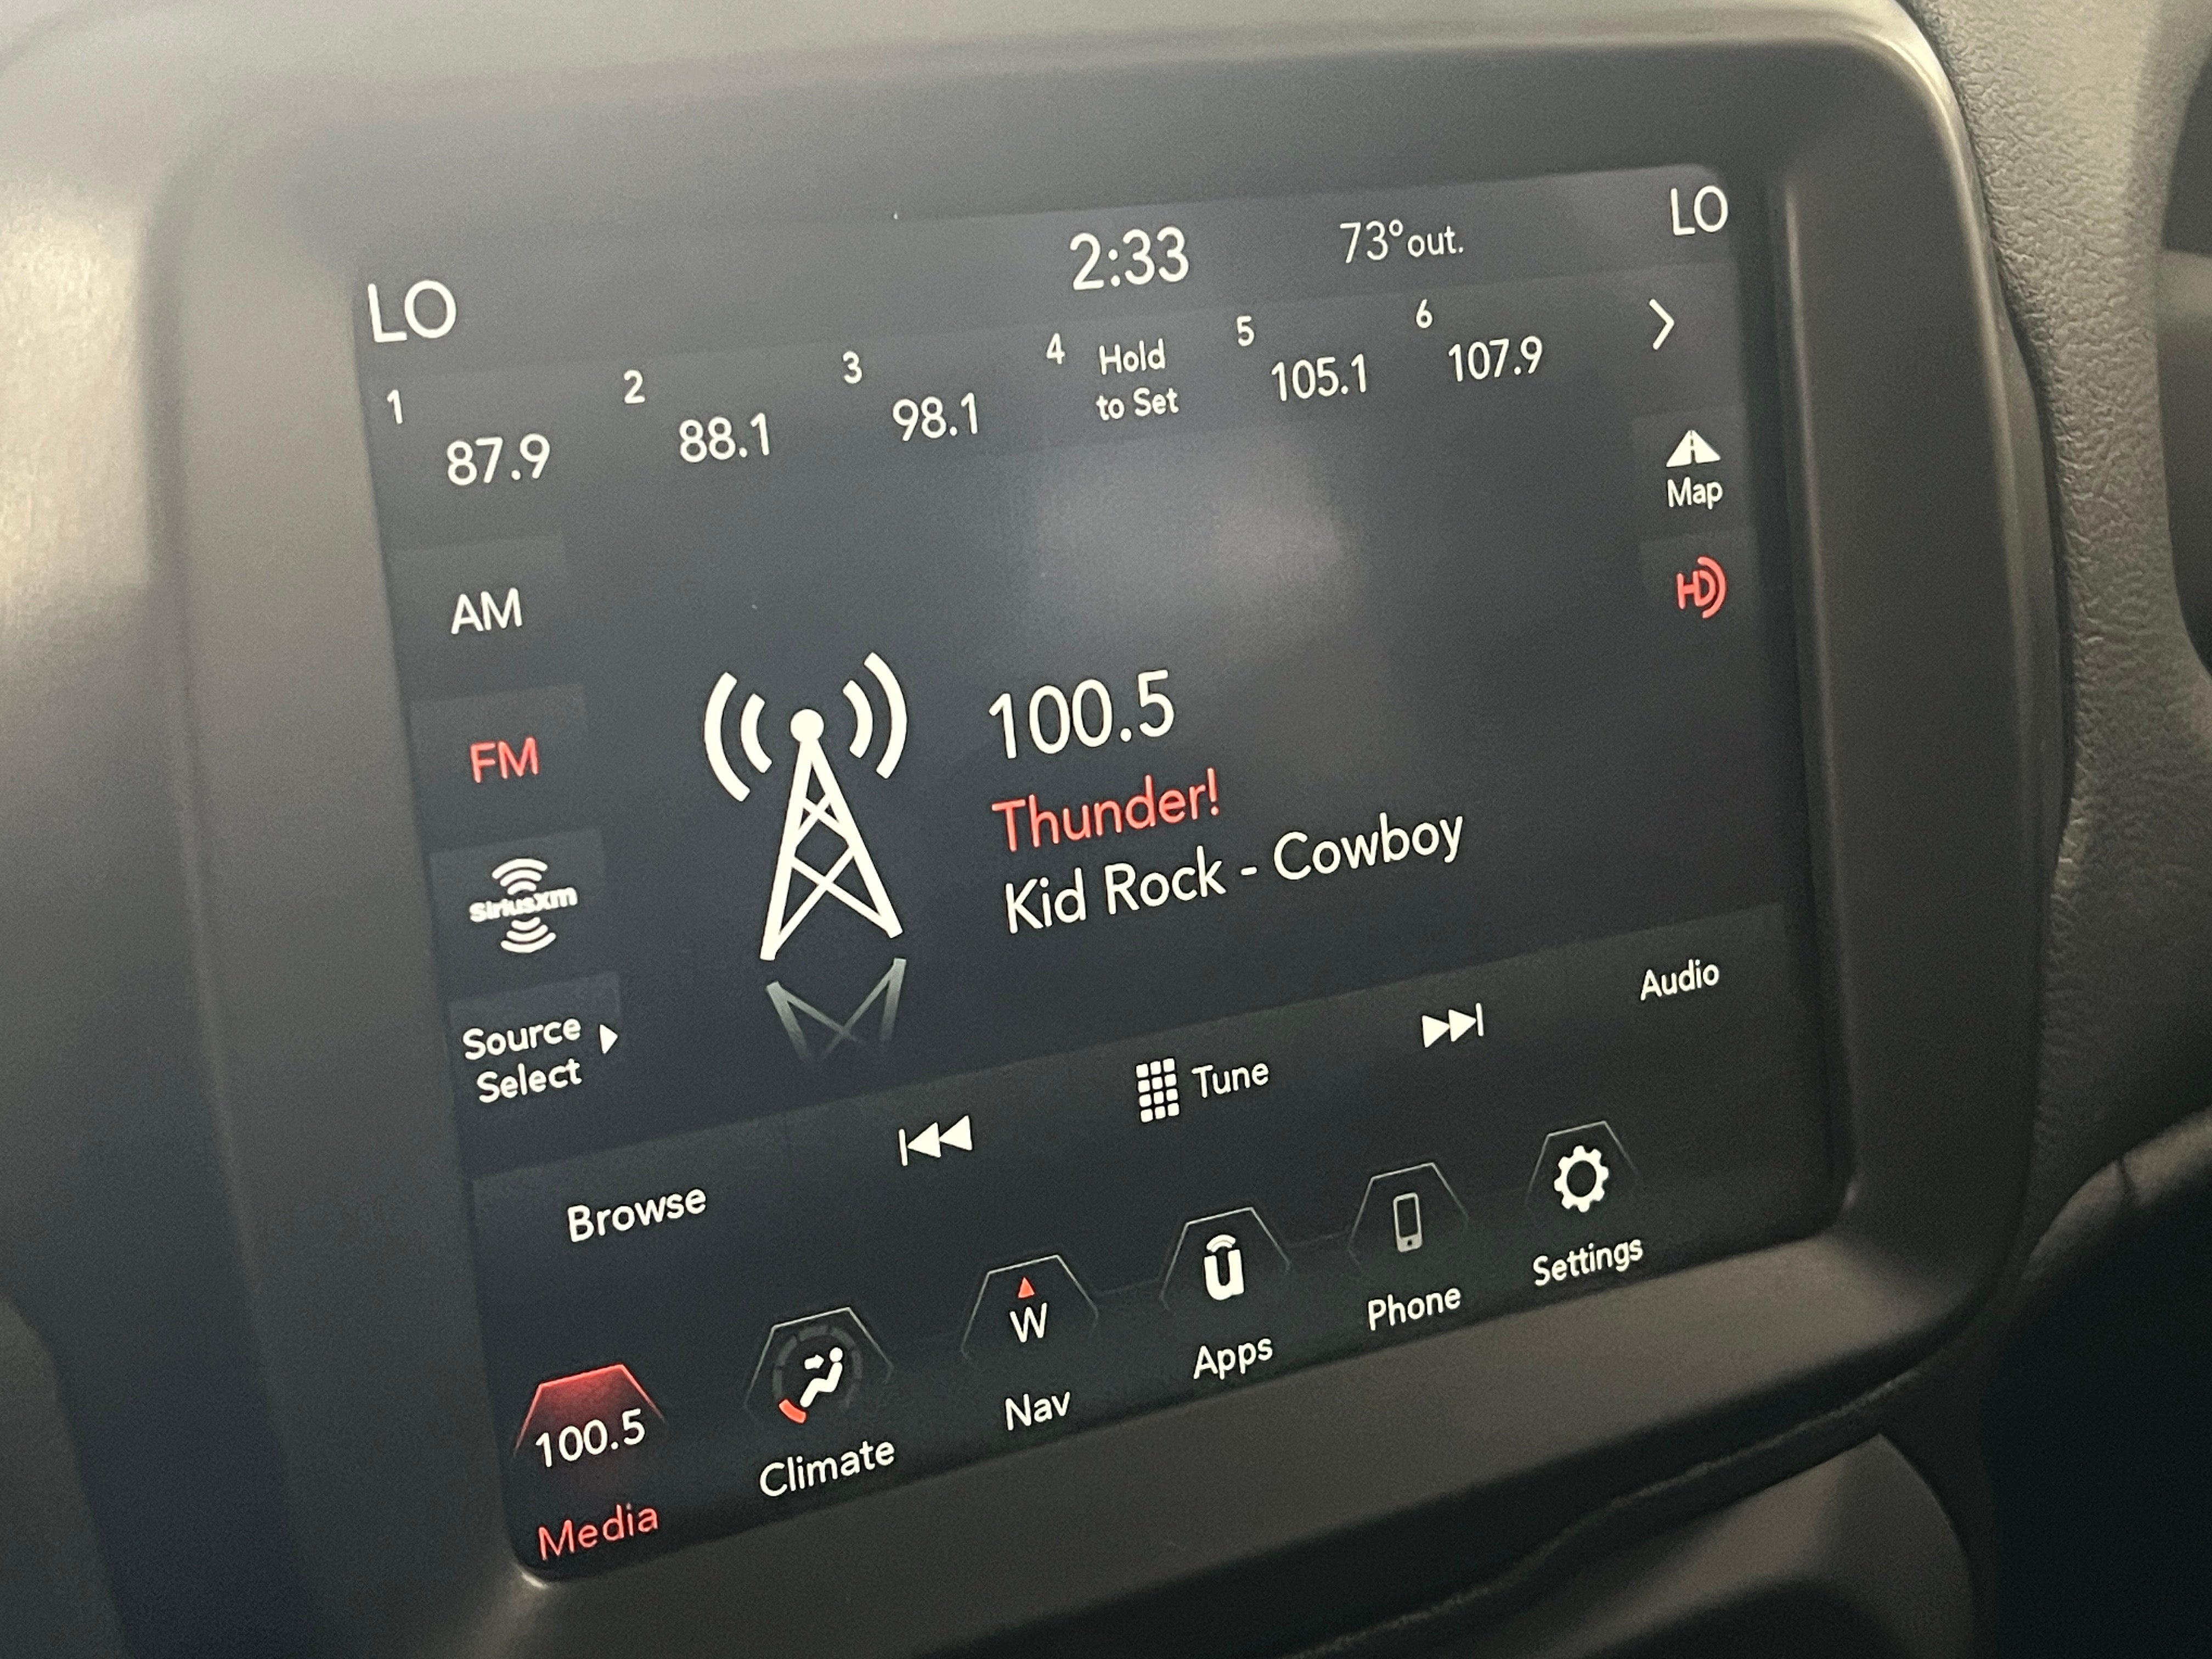 LO 2:33 73°out. LO
1 87.9 2 88.1 3 98.1 4 Hold to Set 5 105.1 6 107.9
Map
AM
HD
100.5
FM
Thunder!
Kid Rock - Cowboy
SiriusXM
Source
Select
Browse Tune Audio
100.5 W u
Media Climate Nav Apps Phone Settings